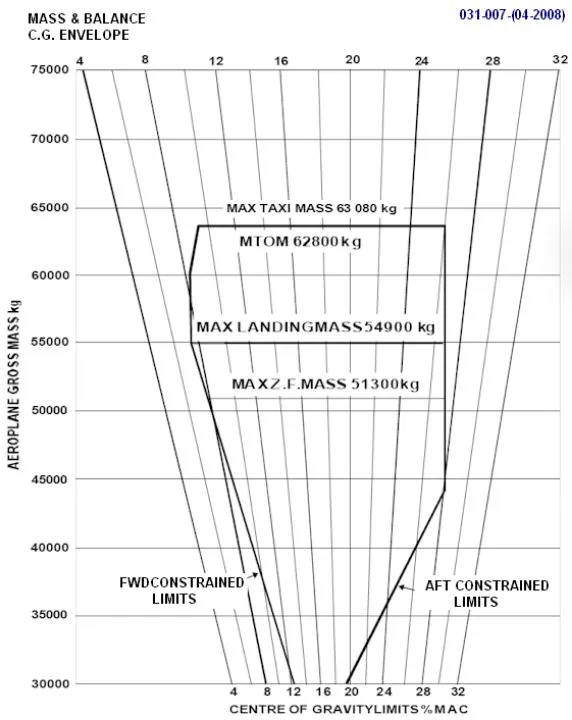 MASS & BALANCE
C.G. ENVELOPE
031-007-(04-2008)
4 8 12 16 20 24 28 32
75000
70000
65000
60000
55000
50000
45000
40000
35000
30000
AEROPLANE GROSS MASS kg
MAX TAXI MASS 63 080 kg
MTOM 62800 kg
MAX LANDINGMASS54900 kg
MAX Z.F.MASS 51300kg
FWDCONSTRAINED
LIMITS
AFT CONSTRAINED
LIMITS
4 8 12 16 20 24 28 32
CENTRE OF GRAVITYLIMITS%MAC